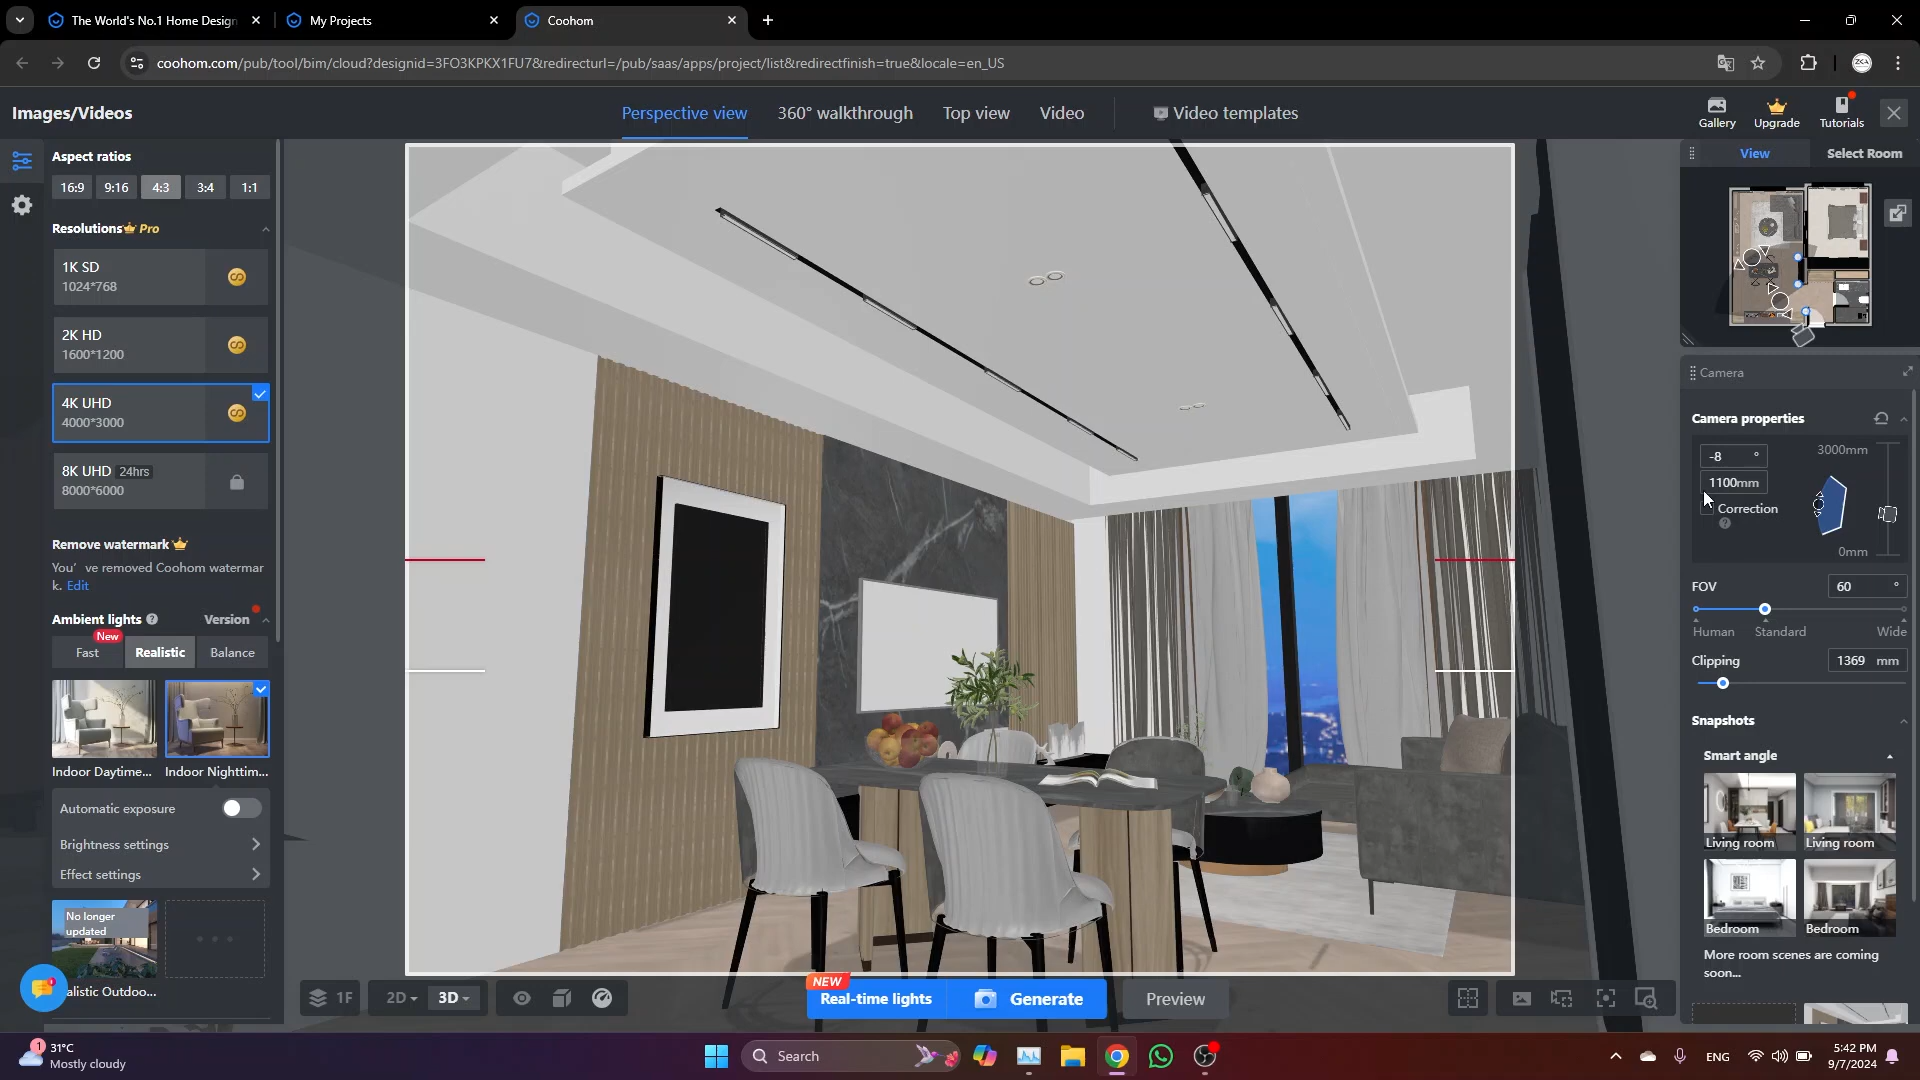 The World's No.1 Home Design
My Projects
Coohom
coohom.com/pub/tool/bim/cloud?designid=3FO3KPKX1FU7&redirecturl=/pub/saas/apps/project/list&redirectfinish=true&locale=en_US
Images/Videos
Perspective view
360° walkthrough
Top view
Video
Video templates
Gallery
Upgrade
Tutorials
Aspect ratios
16:9
9:16
4:3
3:4
1:1
Resolutions Pro
1K SD
1024*768
2K HD
1600*1200
4K UHD
4000*3000
8K UHD 24hrs
8000*6000
Remove watermark
You've removed Coohom watermar
k. Edit
Ambient lights
Version
New
Fast
Realistic
Balance
Indoor Daytime...
Indoor Nighttim...
Automatic exposure
Brightness settings
Effect settings
No longer
updated
alistic Outdoo...
1F
2D
3D
NEW
Real-time lights
Generate
Preview
View
Select Room
Camera
Camera properties
-8 °
3000mm
1100mm
Correction
0mm
FOV
60 °
Human
Standard
Wide
Clipping
1369 mm
Snapshots
Smart angle
Living room
Living room
Bedroom
Bedroom
More room scenes are coming
soon...
1
31°C
Mostly cloudy
Search
ENG
5:42 PM
9/7/2024